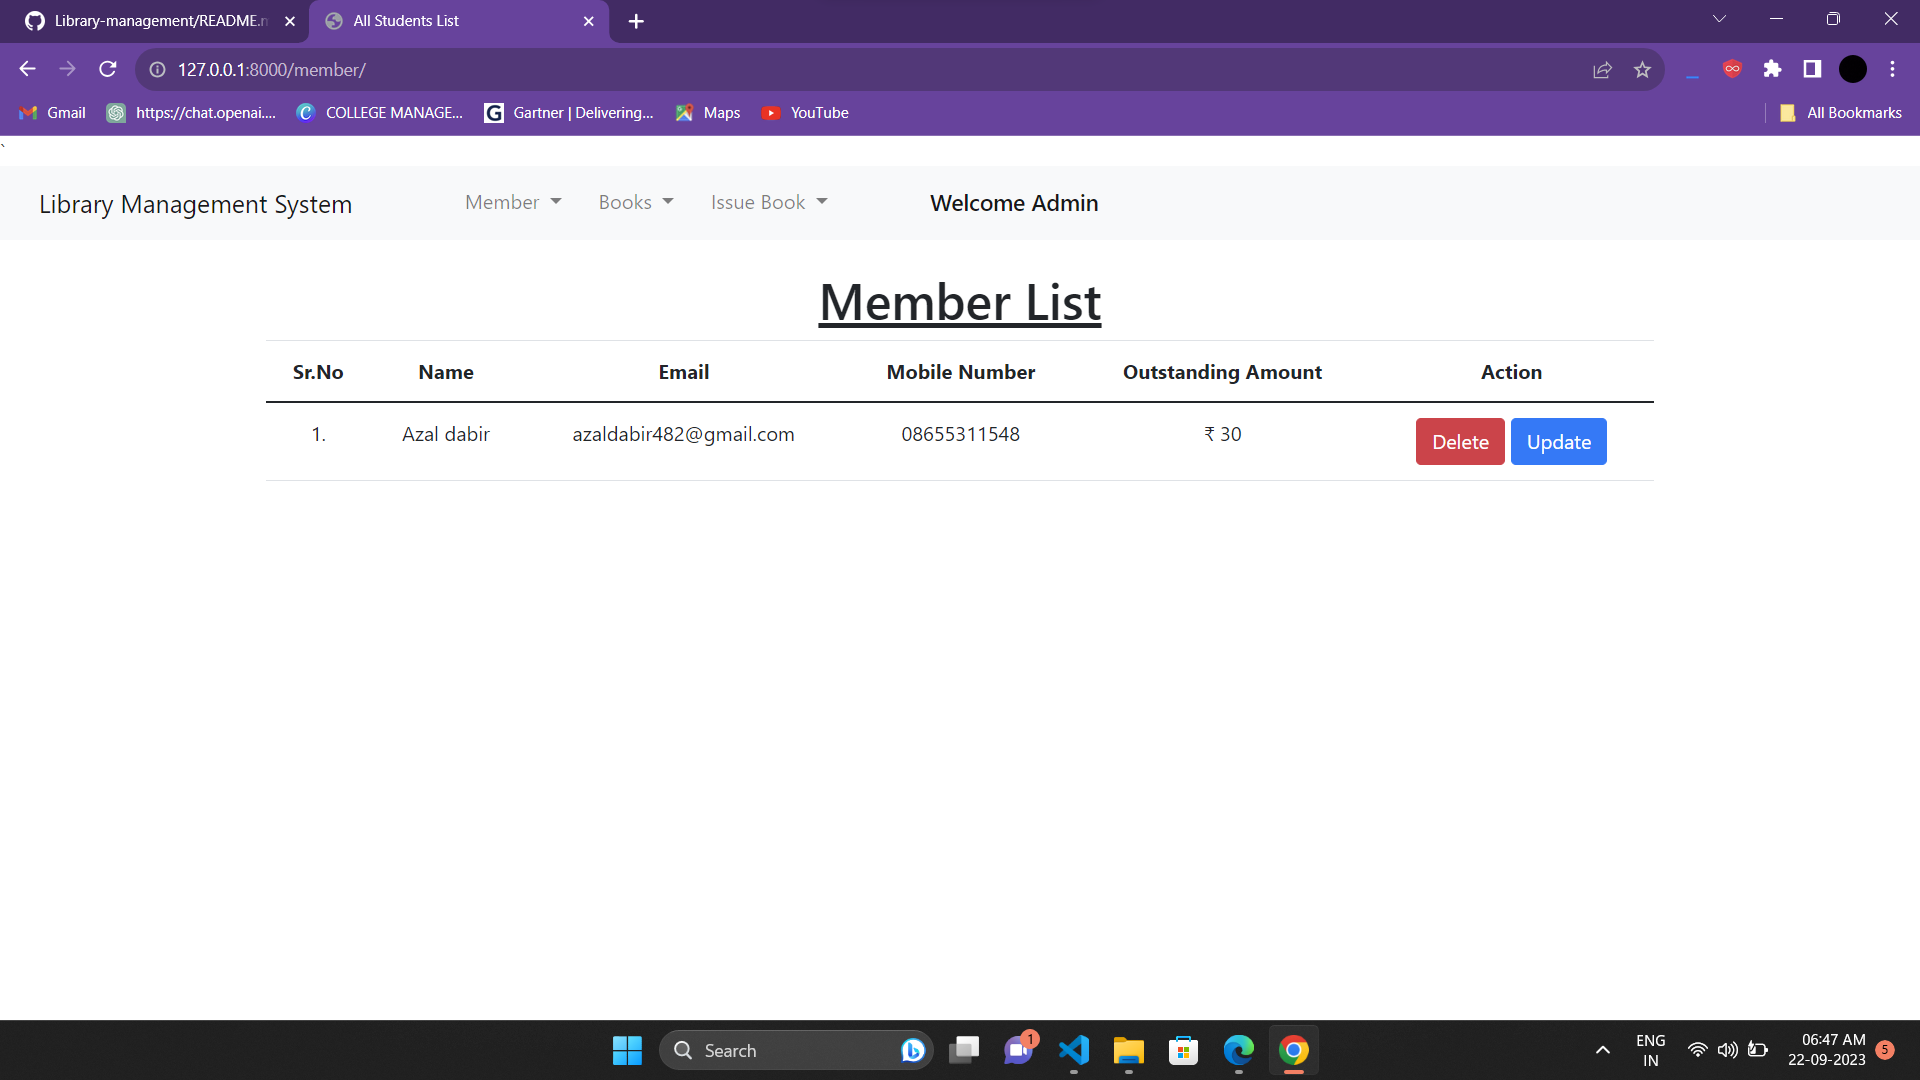 Library-management/README.m
All Students List
127.0.0.1:8000/member/
Gmail
https://chat.openai....
COLLEGE MANAGE...
Gartner | Delivering...
Maps
YouTube
All Bookmarks
`
Library Management System
Member
Books
Issue Book
Welcome Admin
Member List
Sr.No Name Email Mobile Number Outstanding Amount Action
1. Azal dabir azaldabir482@gmail.com 08655311548 ₹ 30 Delete Update
Search
1
ENG
IN
06:47 AM
22-09-2023
5